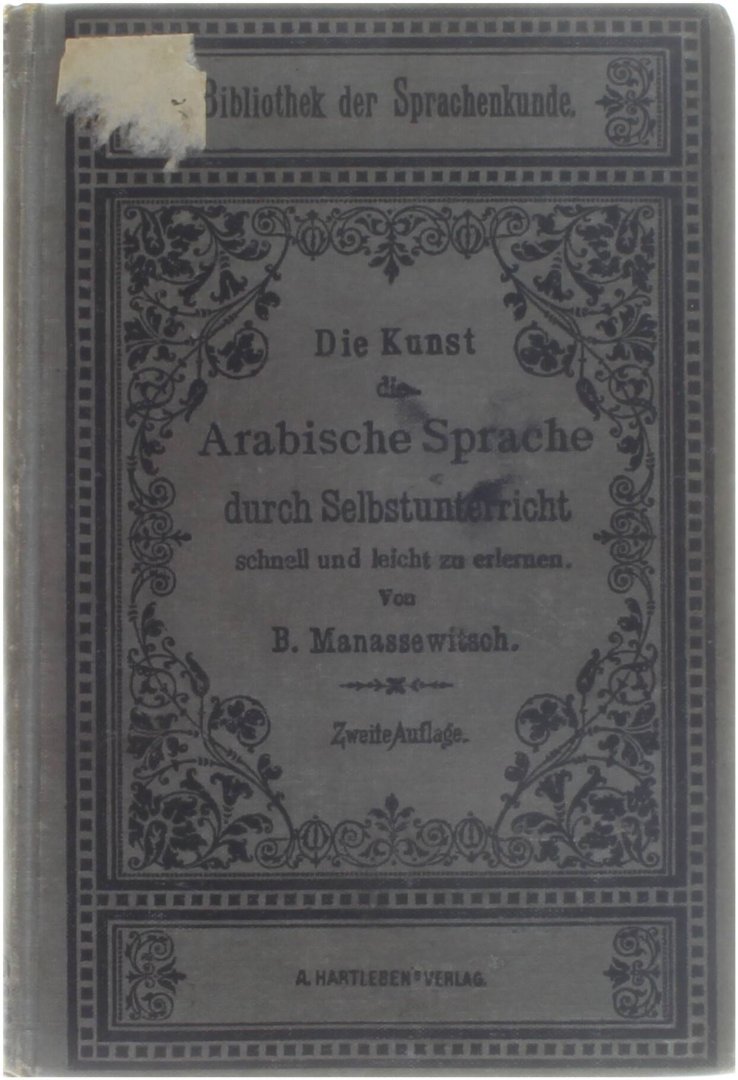 Bibliothek der Sprachenkunde.
Die Kunst
die
Arabische Sprache
durch Selbstunterricht
schnell und leicht zu erlernen.
Von
B. Manassewitsch.
Zweite Auflage.
A. HARTLEBEN'S VERLAG.